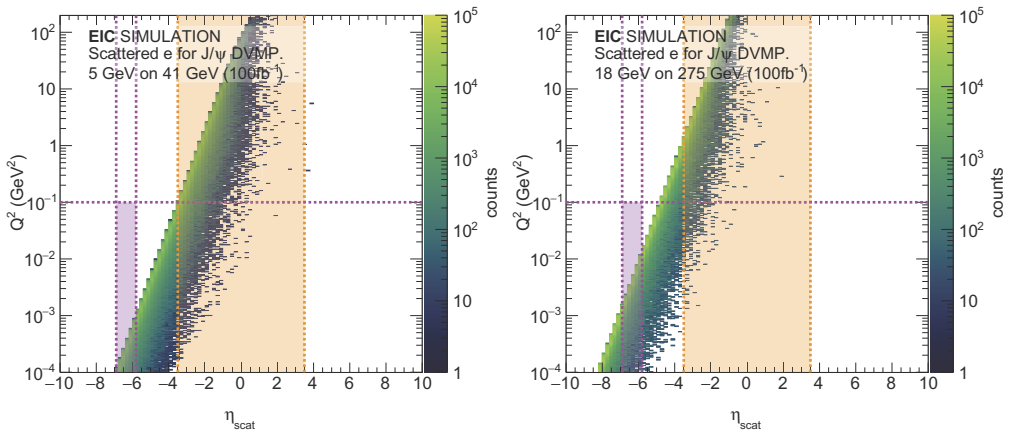 EIC SIMULATION
Scattered e for J/ψ DVMP
5 GeV on 41 GeV (100fb⁻¹)
Q² (GeV²)
10²
10
1
10⁻¹
10⁻²
10⁻³
10⁻⁴
−10 −8 −6 −4 −2 0 2 4 6 8 10
η_scat
10⁵
10⁴
10³
10²
10
1
counts
EIC SIMULATION
Scattered e for J/ψ DVMP
18 GeV on 275 GeV (100fb⁻¹)
Q² (GeV²)
10²
10
1
10⁻¹
10⁻²
10⁻³
10⁻⁴
−10 −8 −6 −4 −2 0 2 4 6 8 10
η_scat
10⁵
10⁴
10³
10²
10
1
counts